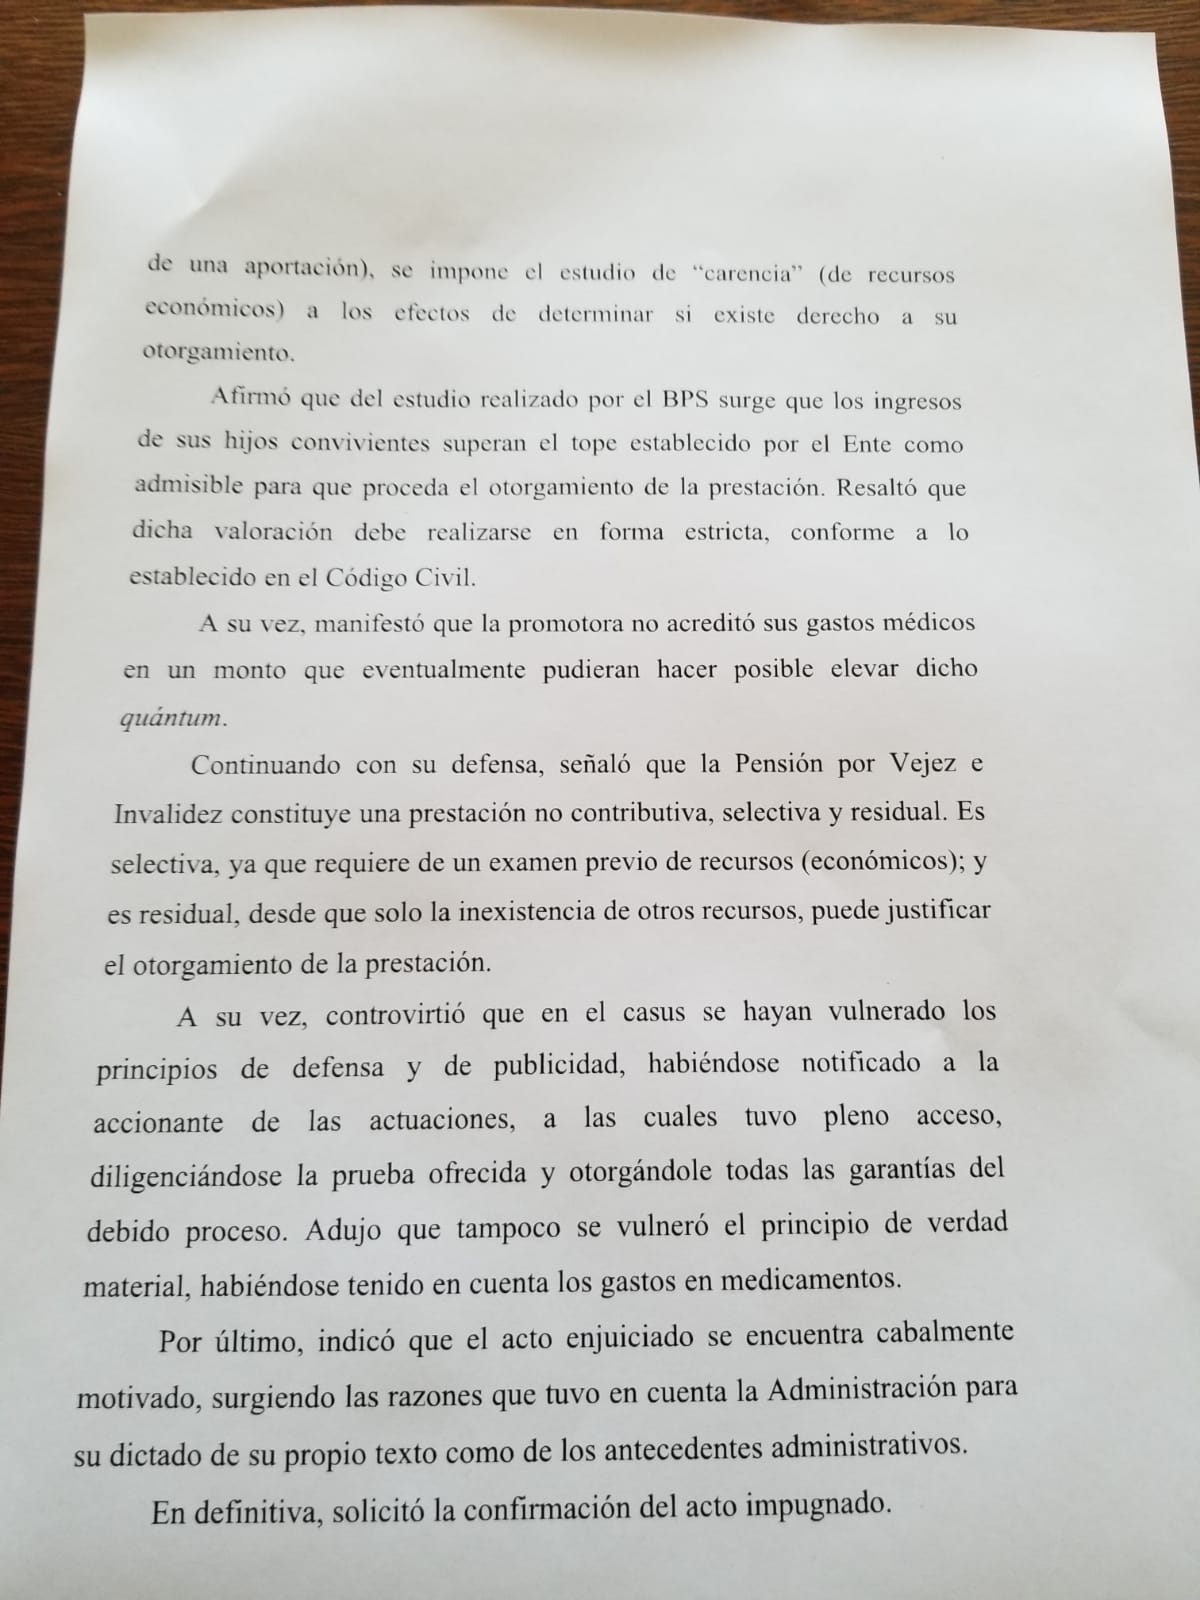 de una aportación), se impone el estudio de “carencia” (de recursos
económicos) a los efectos de determinar si existe derecho a su
otorgamiento.
Afirmó que del estudio realizado por el BPS surge que los ingresos
de sus hijos convivientes superan el tope establecido por el Ente como
admisible para que proceda el otorgamiento de la prestación. Resaltó que
dicha valoración debe realizarse en forma estricta, conforme a lo
establecido en el Código Civil.
A su vez, manifestó que la promotora no acreditó sus gastos médicos
en un monto que eventualmente pudieran hacer posible elevar dicho
quántum.
Continuando con su defensa, señaló que la Pensión por Vejez e
Invalidez constituye una prestación no contributiva, selectiva y residual. Es
selectiva, ya que requiere de un examen previo de recursos (económicos); y
es residual, desde que solo la inexistencia de otros recursos, puede justificar
el otorgamiento de la prestación.
A su vez, controvirtió que en el casus se hayan vulnerado los
principios de defensa y de publicidad, habiéndose notificado a la
accionante de las actuaciones, a las cuales tuvo pleno acceso,
diligenciándose la prueba ofrecida y otorgándole todas las garantías del
debido proceso. Adujo que tampoco se vulneró el principio de verdad
material, habiéndose tenido en cuenta los gastos en medicamentos.
Por último, indicó que el acto enjuiciado se encuentra cabalmente
motivado, surgiendo las razones que tuvo en cuenta la Administración para
su dictado de su propio texto como de los antecedentes administrativos.
En definitiva, solicitó la confirmación del acto impugnado.